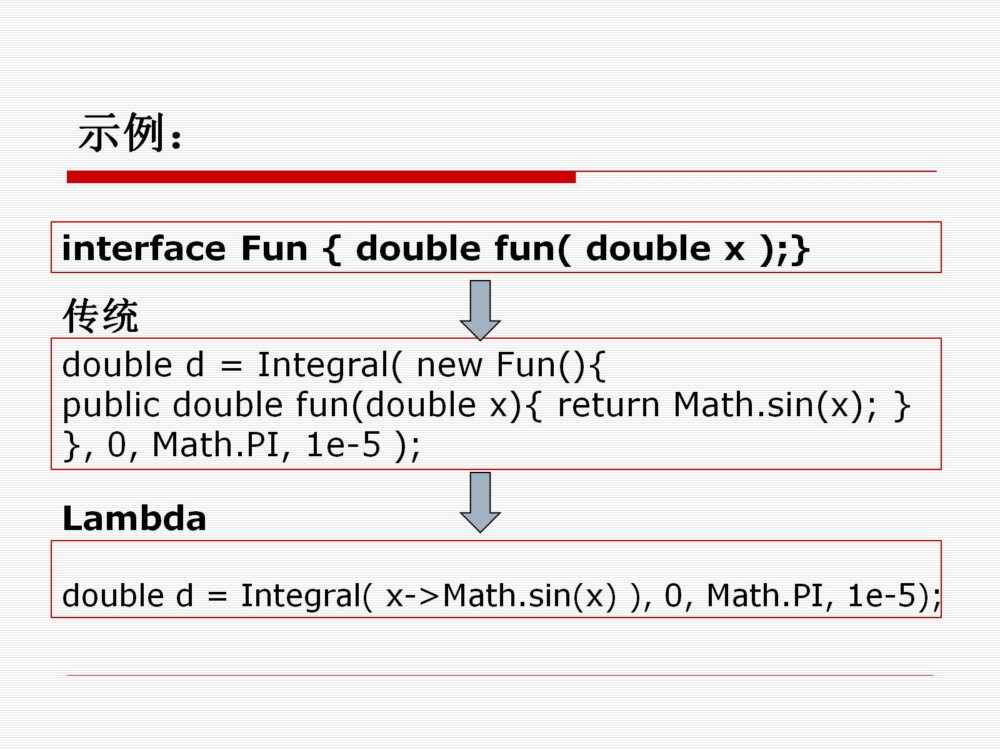 示例：
interface Fun { double fun( double x );}
传统
double d = Integral( new Fun(){
public double fun(double x){ return Math.sin(x); }
}, 0, Math.PI, 1e-5 );
Lambda
double d = Integral( x->Math.sin(x) ), 0, Math.PI, 1e-5);